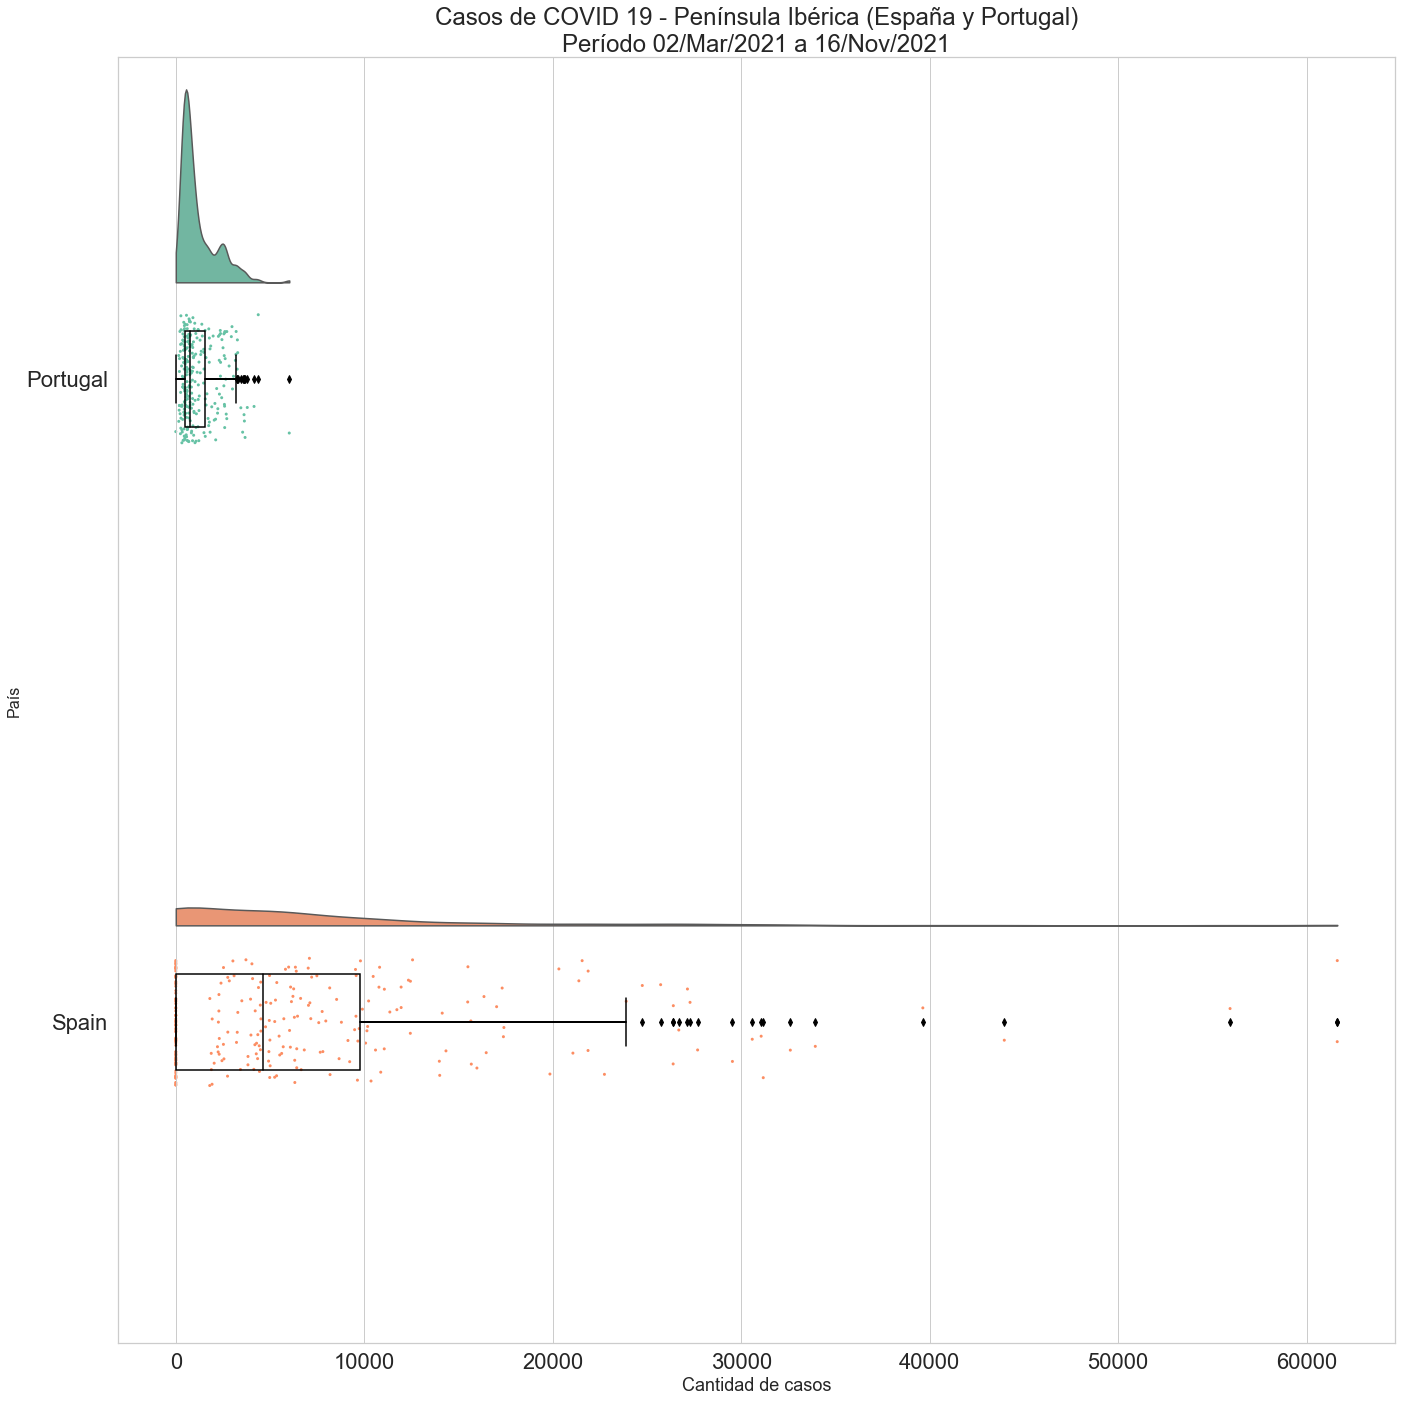 Casos de COVID 19 - Península Ibérica (España y Portugal)
Período 02/Mar/2021 a 16/Nov/2021
Portugal
País
Spain
0 10000 20000 30000 40000 50000 60000
Cantidad de casos